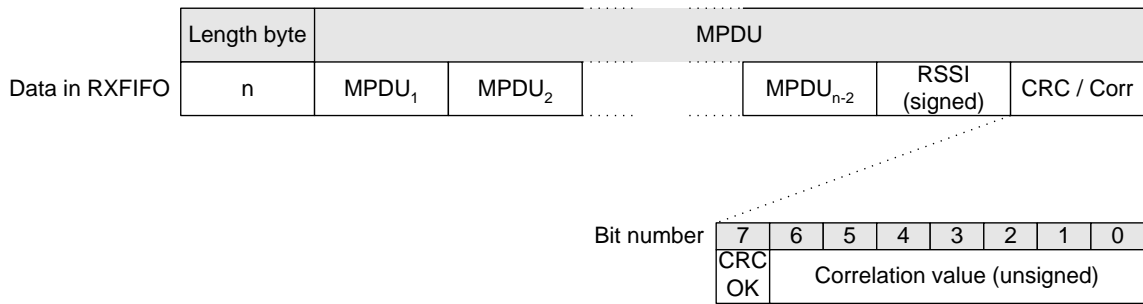 Length byte MPDU
Data in RXFIFO n MPDU1 MPDU2 MPDUn-2 RSSI (signed) CRC / Corr
Bit number 7 6 5 4 3 2 1 0
CRC OK Correlation value (unsigned)